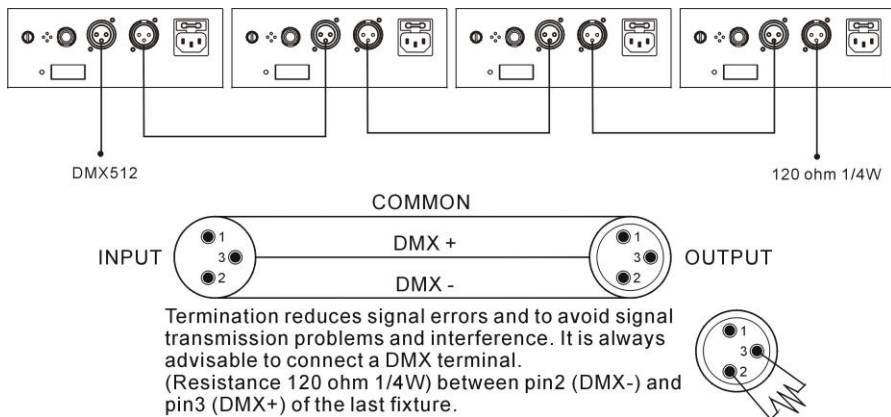 DMX512
120 ohm 1/4W
COMMON
INPUT
1
3
2
DMX +
DMX -
1
3
2
OUTPUT
Termination reduces signal errors and to avoid signal
transmission problems and interference. It is always
advisable to connect a DMX terminal.
(Resistance 120 ohm 1/4W) between pin2 (DMX-) and
pin3 (DMX+) of the last fixture.
1
3
2